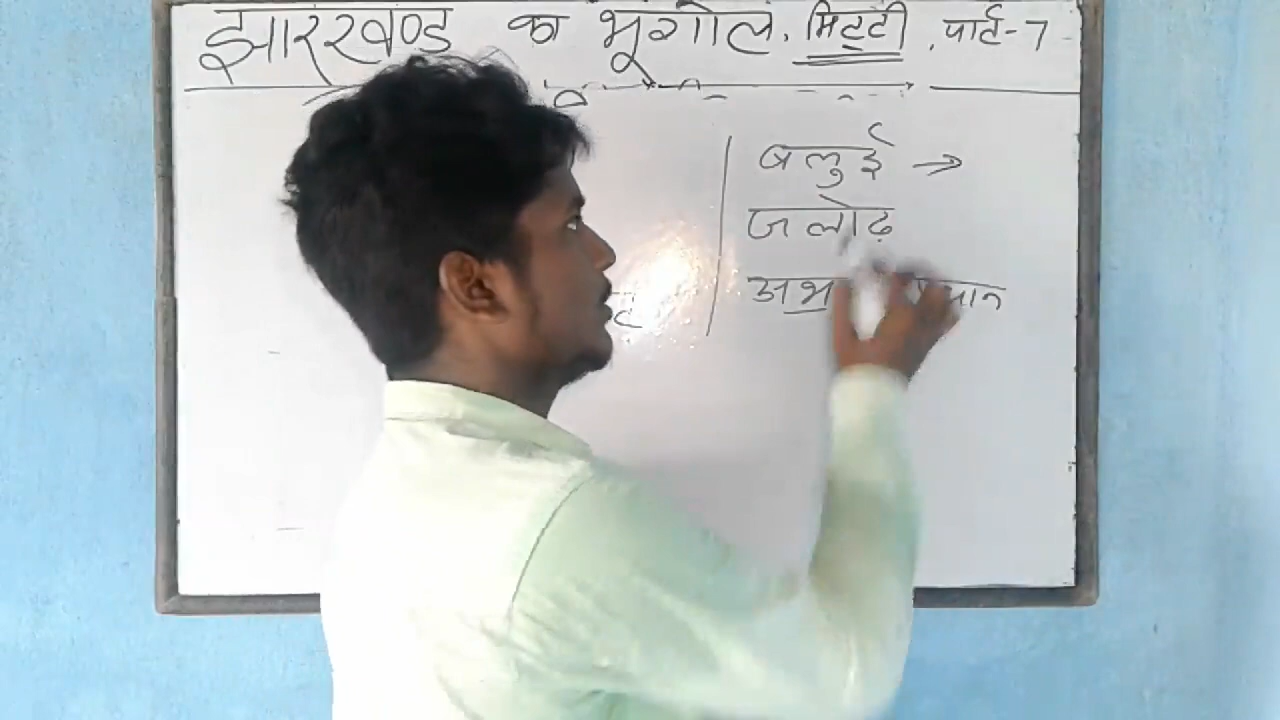 झारखण्ड का भूगोल, मिट्टी, पार्ट-7
बलुई →
जलोढ़